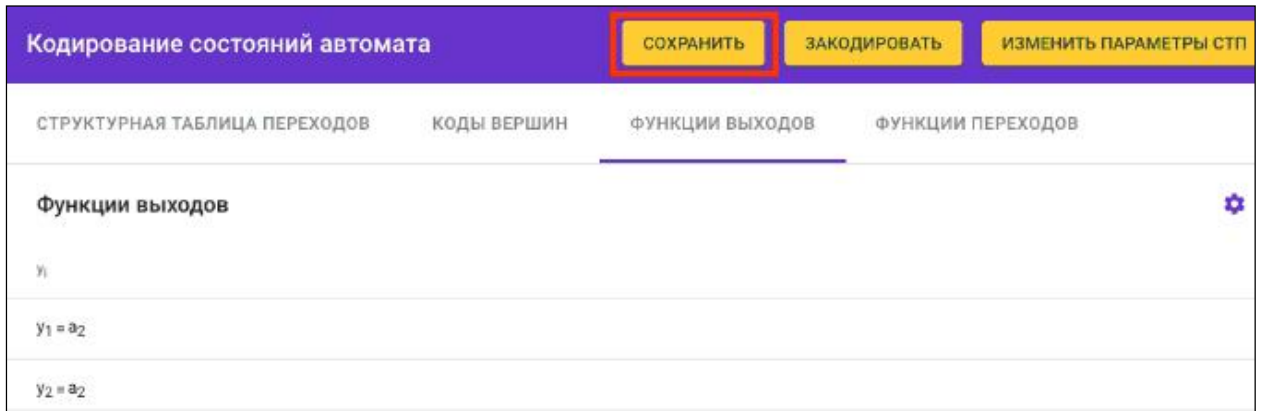 Кодирование состояний автомата СОХРАНИТЬ ЗАКОДИРОВАТЬ ИЗМЕНИТЬ ПАРАМЕТРЫ СТП
СТРУКТУРНАЯ ТАБЛИЦА ПЕРЕХОДОВ КОДЫ ВЕРШИН ФУНКЦИИ ВЫХОДОВ ФУНКЦИИ ПЕРЕХОДОВ
Функции выходов
yᵢ
y₁ = a₂
y₂ = a₂